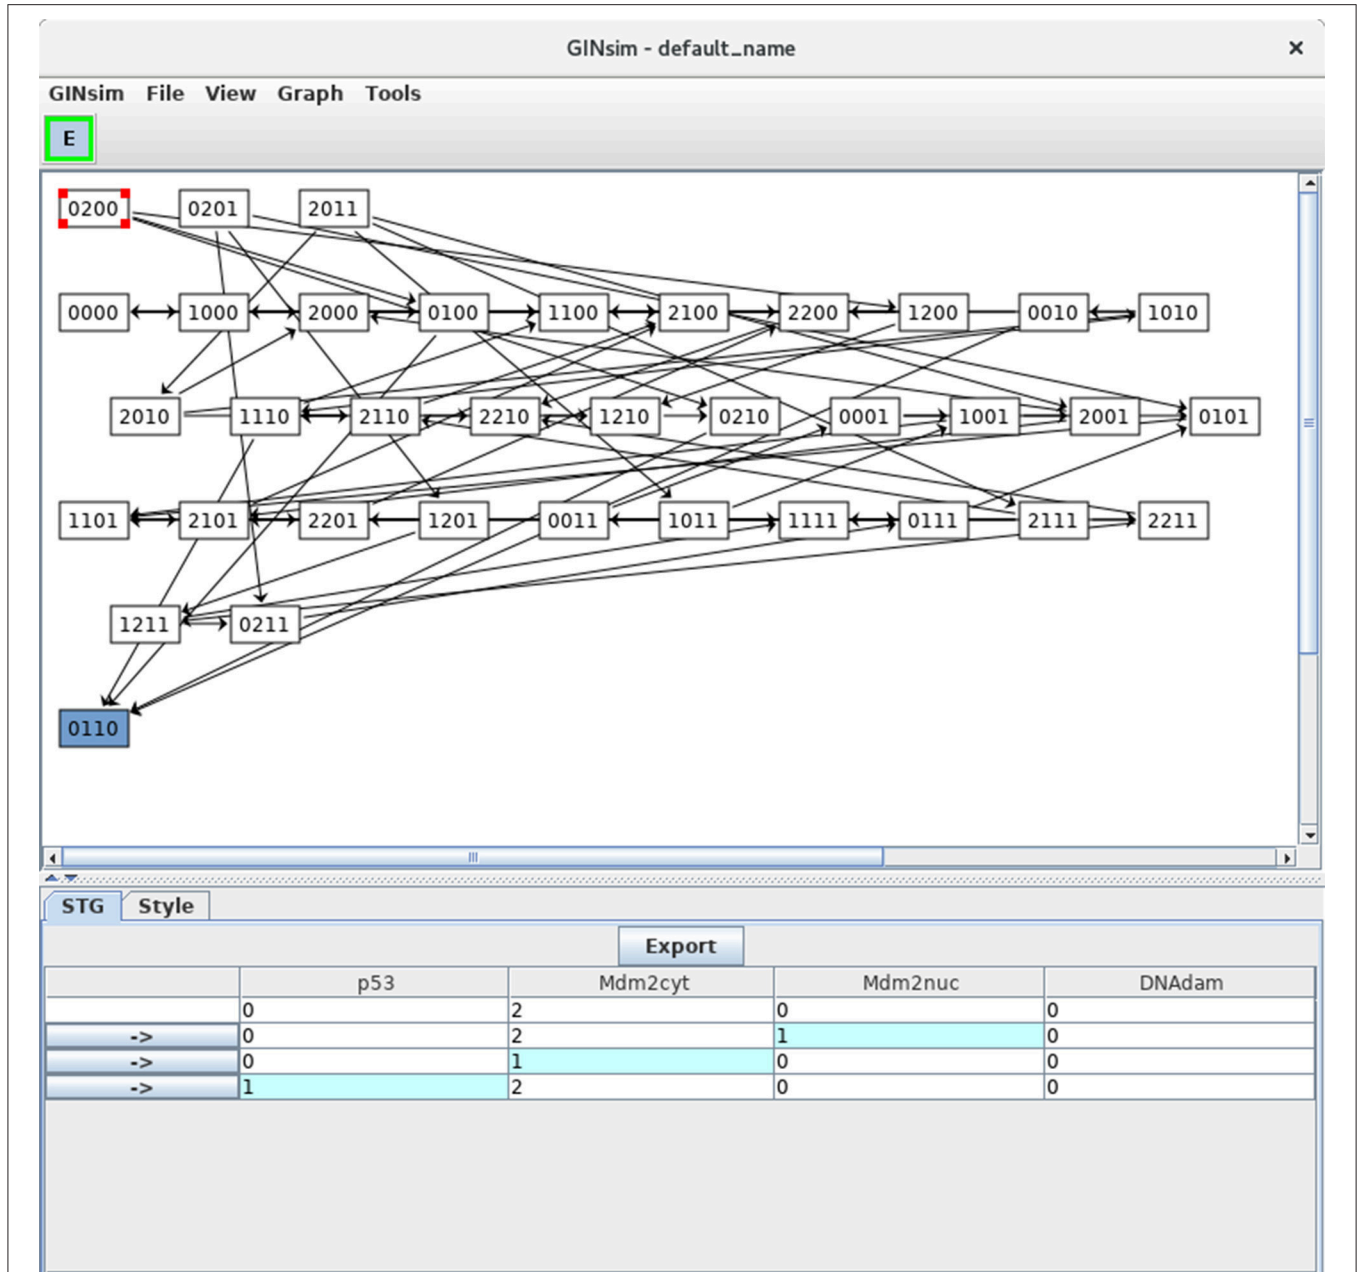 GINsim - default_name ×
GINsim File View Graph Tools
E
0200 0201 2011
0000 1000 2000 0100 1100 2100 2200 1200 0010 1010
2010 1110 2110 2210 1210 0210 0001 1001 2001 0101
1101 2101 2201 1201 0011 1011 1111 0111 2111 2211
1211 0211
0110
STG Style
Export
p53 Mdm2cyt Mdm2nuc DNAdam
0 2 0 0
-> 0 2 1 0
-> 0 1 0 0
-> 1 2 0 0